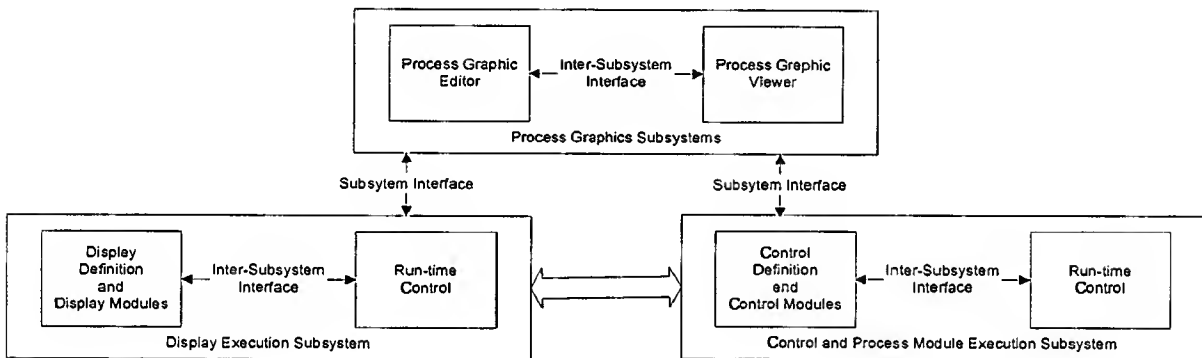 Process Graphic
Editor
Inter-Subsystem
Interface
Process Grephic
Viewer
Process Graphics Subsystems
Subsytem Interface
Subsytem Interface
Display
Definition
and
Display Modules
Inter-Subsystem
Interface
Run-time
Control
Display Execution Subsystem
Control
Definition
end
Control Modules
Inter-Subsystem
Interface
Run-time
Control
Control and Process Module Execution Subsystem